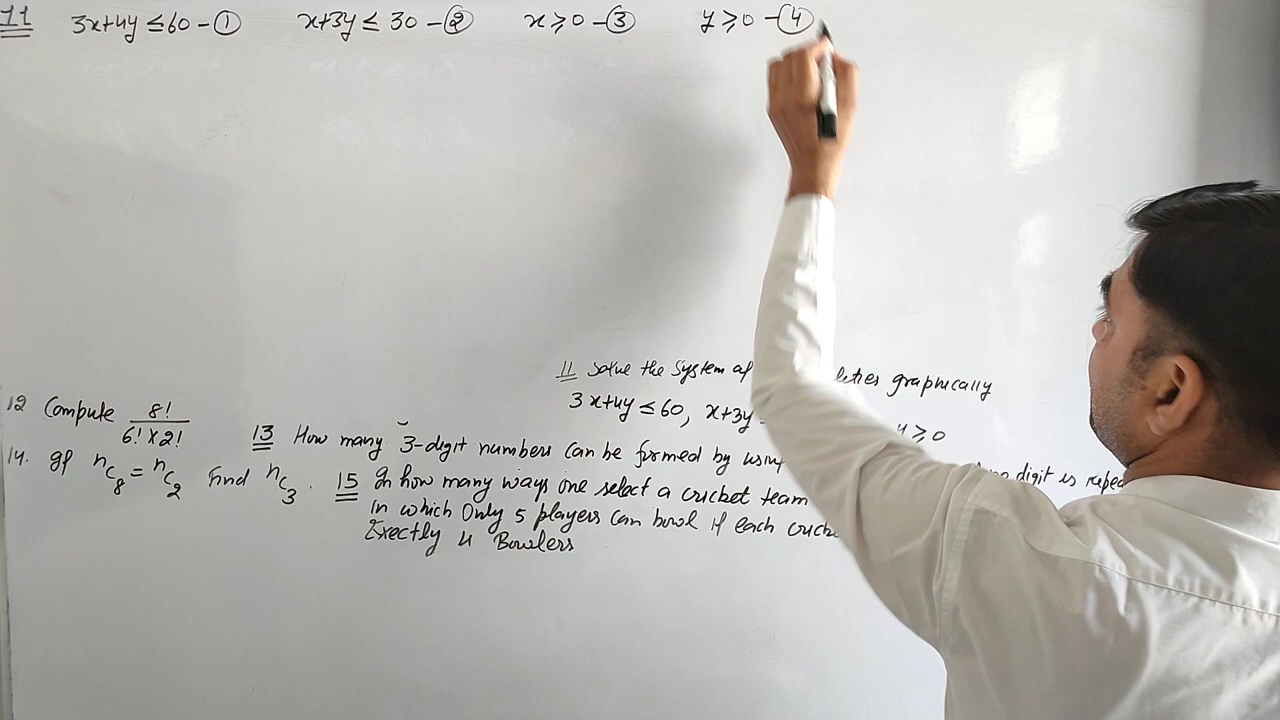 11 3x+4y ≤60 - ① x+3y ≤ 30 - ② x ≥ 0 - ③ y ≥ 0 - ④
11 Solve the System of graphically
3x+4y ≤ 60, x+3y y ≥ 0
12 Compute 8! / 6! X 2!
13 How many 3-digit numbers can be formed by using no digit is
14. If nC8 = nC2 Find nC3.
15 In how many ways one select a cricket team
in which Only 5 players can bowl if each
Exactly 4 Bowlers